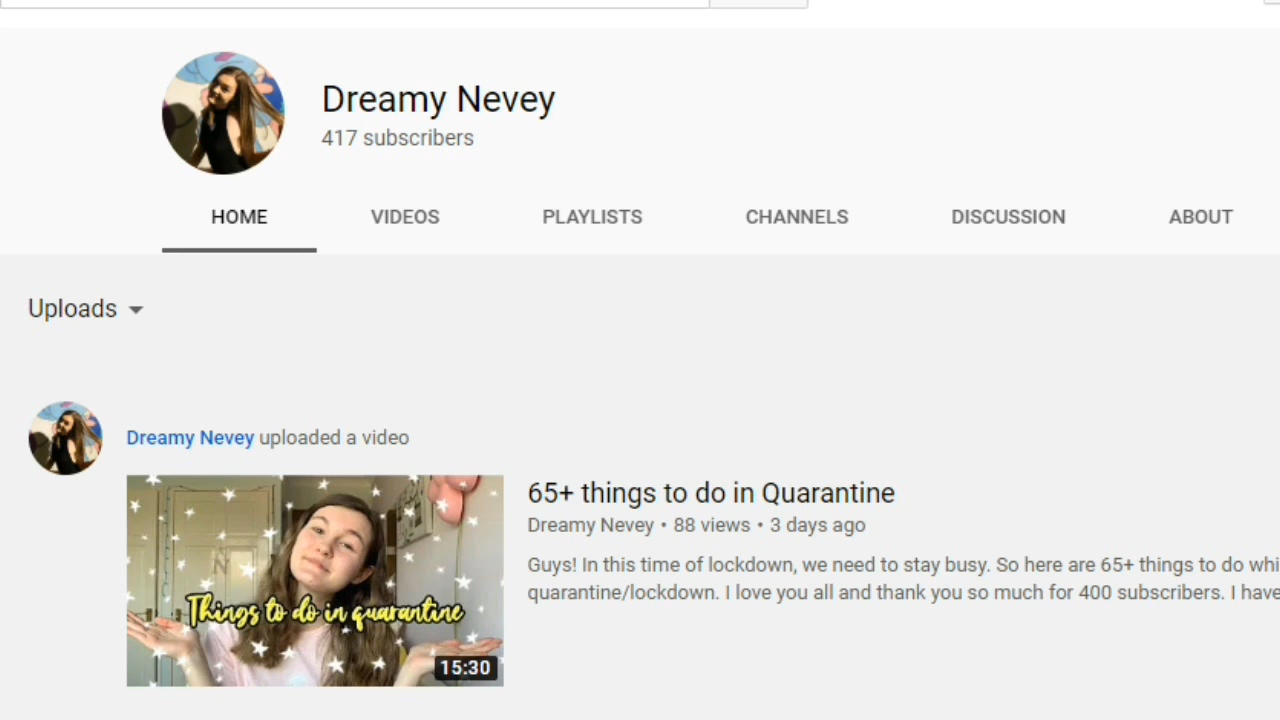 Dreamy Nevey
417 subscribers
HOME VIDEOS PLAYLISTS CHANNELS DISCUSSION ABOUT
Uploads
Dreamy Nevey uploaded a video
65+ things to do in Quarantine
Dreamy Nevey • 88 views • 3 days ago
Guys! In this time of lockdown, we need to stay busy. So here are 65+ things to do whi
quarantine/lockdown. I love you all and thank you so much for 400 subscribers. I have
Things to do in quarantine
N
15:30